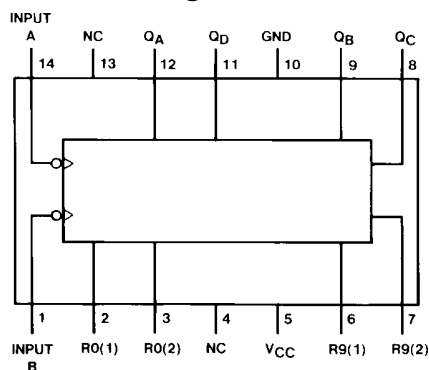 INPUT
A NC QA QD GND QB QC
14 13 12 11 10 9 8
1 2 3 4 5 6 7
INPUT R0(1) R0(2) NC VCC R9(1) R9(2)
B